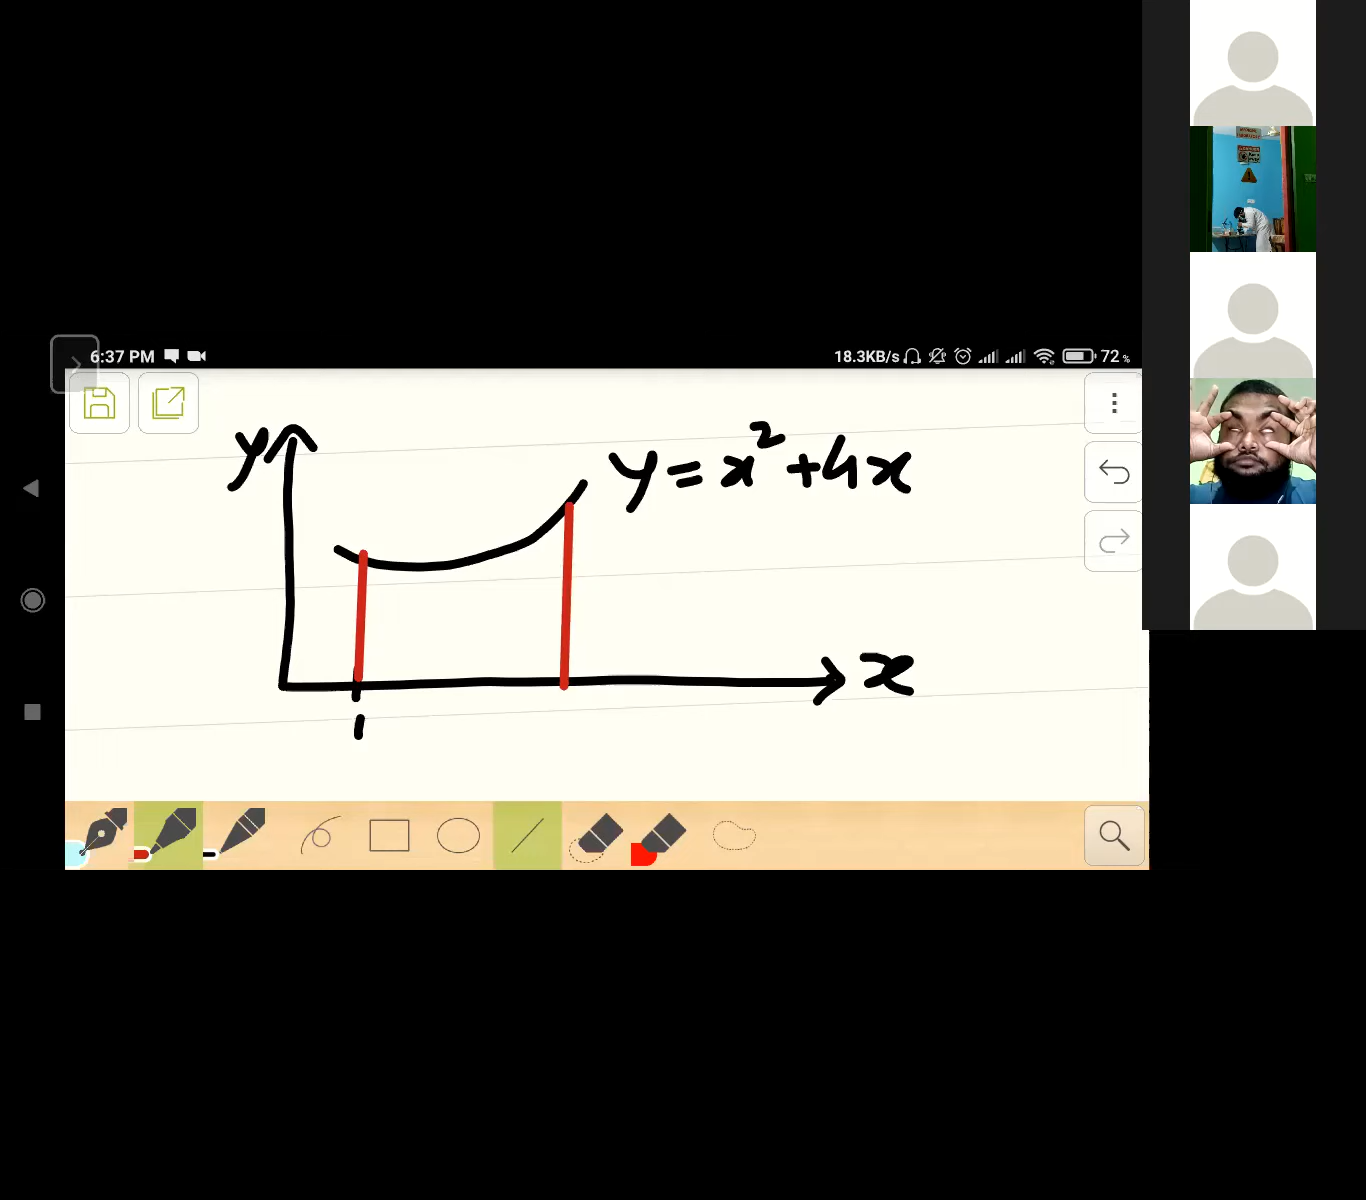 6:37 PM
18.3KB/s 72%
y
y = x² + 4x
x
1